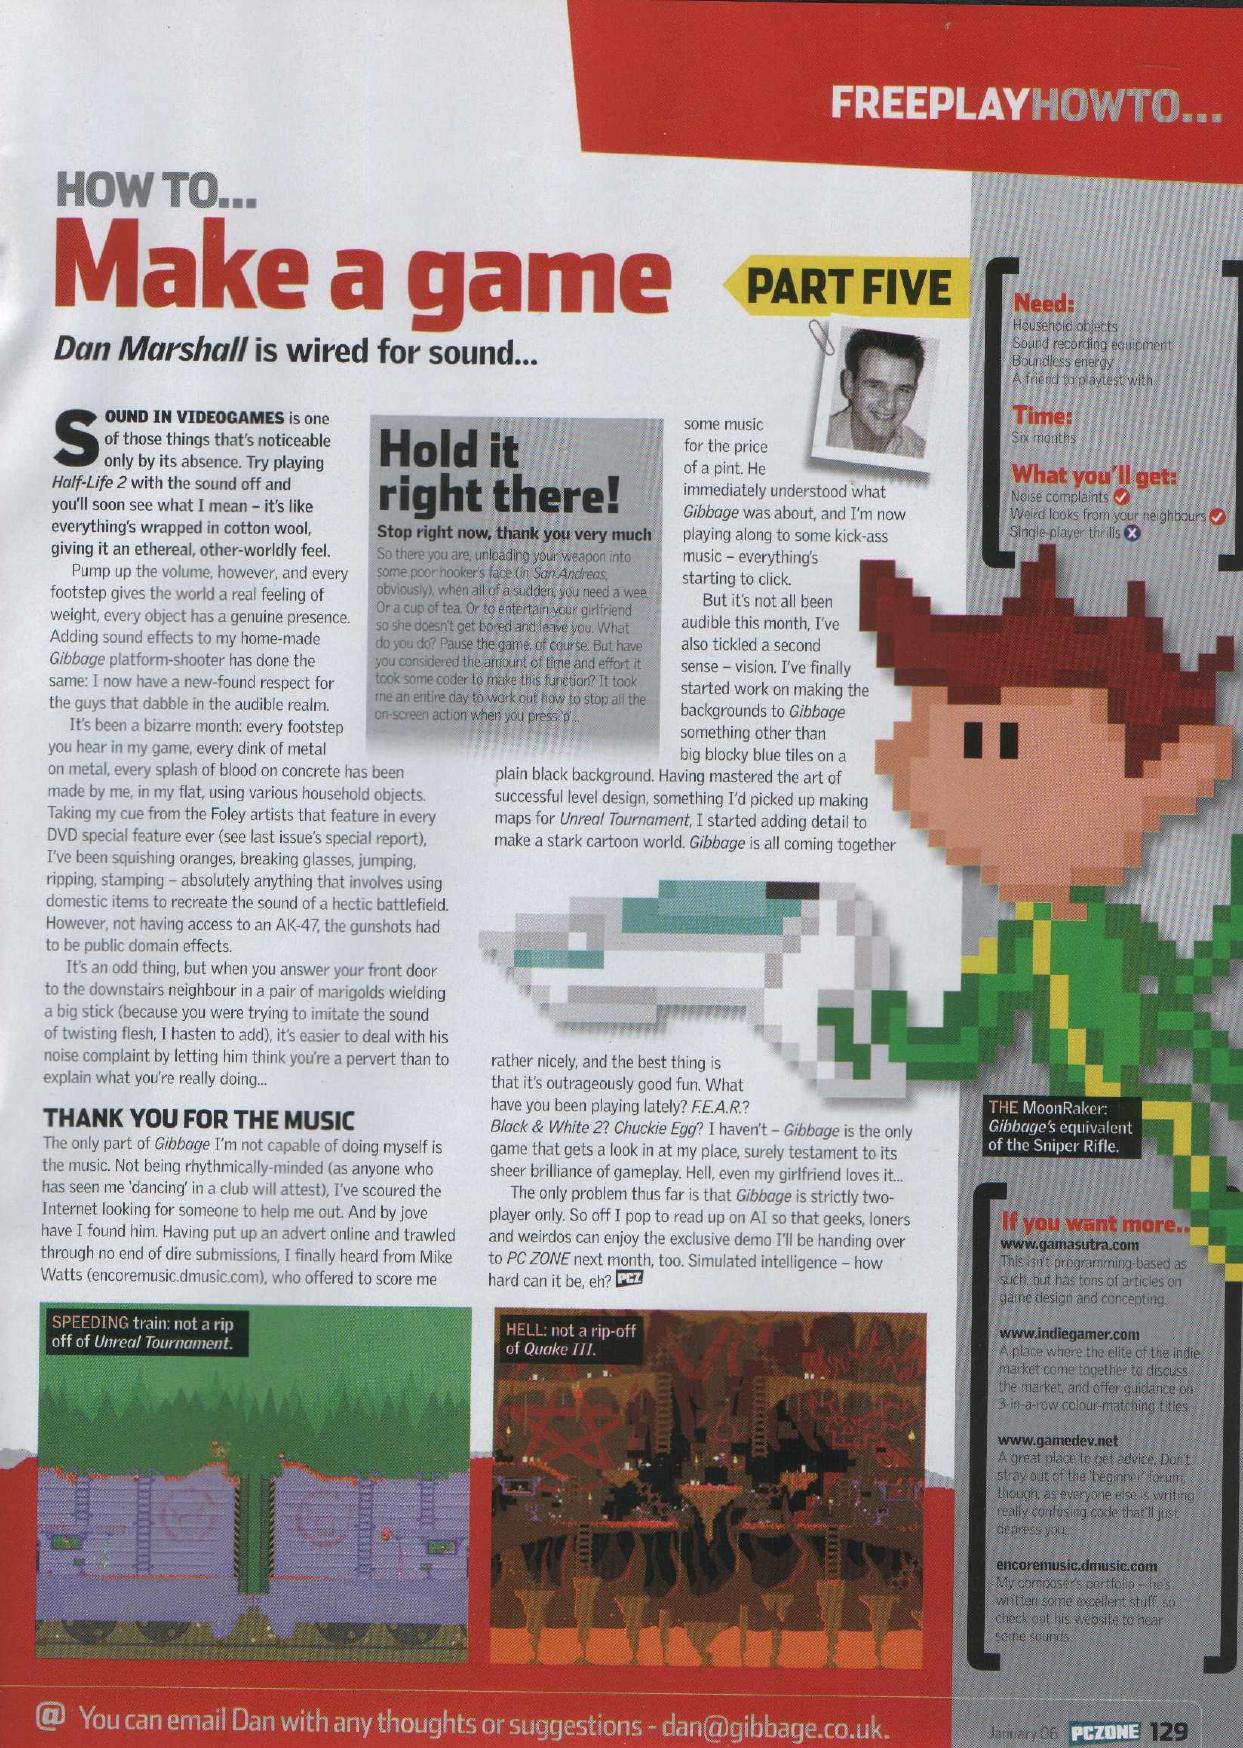 FREEPLAYHOWTO...
HOW TO...
Make a game
PART FIVE
Dan Marshall is wired for sound...
SOUND IN VIDEOGAMES is one
of those things that's noticeable
only by its absence. Try playing
Half-Life 2 with the sound off and
you'll soon see what I mean – it's like
everything's wrapped in cotton wool,
giving it an ethereal, other-worldly feel.
Pump up the volume, however, and every
footstep gives the world a real feeling of
weight, every object has a genuine presence.
Adding sound effects to my home-made
Gibbage platform-shooter has done the
same: I now have a new-found respect for
the guys that dabble in the audible realm.
It's been a bizarre month: every footstep
you hear in my game, every dink of metal
on metal, every splash of blood on concrete has been
made by me, in my flat, using various household objects.
Taking my cue from the Foley artists that feature in every
DVD special feature ever (see last issue's special report),
I've been squishing oranges, breaking glasses, jumping,
ripping, stamping – absolutely anything that involves using
domestic items to recreate the sound of a hectic battlefield.
However, not having access to an AK-47, the gunshots had
to be public domain effects.
It's an odd thing, but when you answer your front door
to the downstairs neighbour in a pair of marigolds wielding
a big stick (because you were trying to imitate the sound
of twisting flesh, I hasten to add), it's easier to deal with his
noise complaint by letting him think you're a pervert than to
explain what you're really doing...
THANK YOU FOR THE MUSIC
The only part of Gibbage I'm not capable of doing myself is
the music. Not being rhythmically-minded (as anyone who
has seen me 'dancing' in a club will attest), I've scoured the
Internet looking for someone to help me out. And by jove
have I found him. Having put up an advert online and trawled
through no end of dire submissions, I finally heard from Mike
Watts (encoremusic.dmusic.com), who offered to score me
Hold it
right there!
Stop right now, thank you very much
So there you are, unloading your weapon into
some poor hooker's face (in San Andreas,
obviously), when all of a sudden, you need a wee.
Or a cup of tea. Or to entertain your girlfriend
so she doesn't get bored and leave you. What
do you do? Pause the game, of course. But have
you considered the amount of time and effort it
took some coder to make this function? It took
me an entire day to work out how to stop all the
on-screen action when you press 'p'...
some music
for the price
of a pint. He
immediately understood what
Gibbage was about, and I'm now
playing along to some kick-ass
music – everything's
starting to click.
But it's not all been
audible this month, I've
also tickled a second
sense – vision. I've finally
started work on making the
backgrounds to Gibbage
something other than
big blocky blue tiles on a
plain black background. Having mastered the art of
successful level design, something I'd picked up making
maps for Unreal Tournament, I started adding detail to
make a stark cartoon world. Gibbage is all coming together
rather nicely, and the best thing is
that it's outrageously good fun. What
have you been playing lately? F.E.A.R.?
Black & White 2? Chuckie Egg? I haven't – Gibbage is the only
game that gets a look in at my place, surely testament to its
sheer brilliance of gameplay. Hell, even my girlfriend loves it...
The only problem thus far is that Gibbage is strictly two-
player only. So off I pop to read up on AI so that geeks, loners
and weirdos can enjoy the exclusive demo I'll be handing over
to PC ZONE next month, too. Simulated intelligence – how
hard can it be, eh? PCZ
Need:
Household objects
Sound recording equipment
Boundless energy
A friend to playtest with
Time:
Six months
What you'll get:
Noise complaints
Weird looks from your neighbours
Single-player thrills
THE MoonRaker:
Gibbage's equivalent
of the Sniper Rifle.
If you want more...
www.gamasutra.com
This isn't programming-based as
such, but has tons of articles on
game design and concepting.
www.indiegamer.com
A place where the elite of the indie
market come together to discuss
the market, and offer guidance on
3-in-a-row colour-matching titles
www.gamedev.net
A great place to get advice. Don't
stray out of the 'beginner' forum,
though, as everyone else is writing
really confusing code that'll just
depress you.
encoremusic.dmusic.com
My composer's portfolio – he's
written some excellent stuff, so
check out his website to hear
some sounds.
SPEEDING train: not a rip
off of Unreal Tournament.
HELL: not a rip-off
of Quake III.
@ You can email Dan with any thoughts or suggestions - dan@gibbage.co.uk.
January 06 PCZONE 129